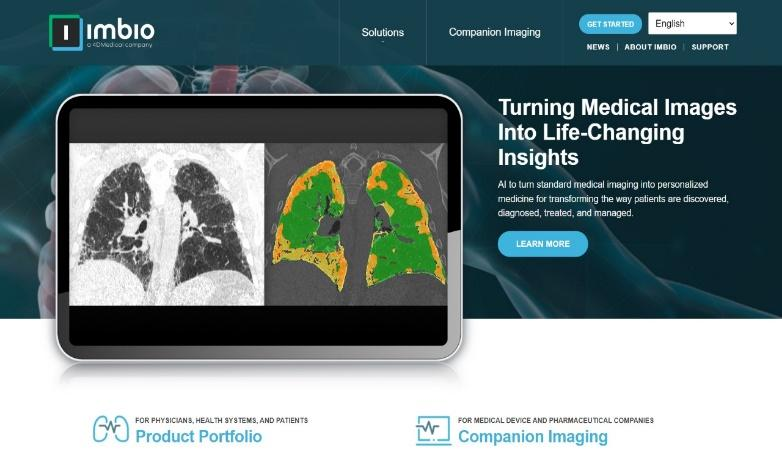 imbio
a 4DMedical company
Solutions
Companion Imaging
GET STARTED
English
NEWS | ABOUT IMBIO | SUPPORT
Turning Medical Images
Into Life-Changing
Insights
AI to turn standard medical imaging into personalized
medicine for transforming the way patients are discovered,
diagnosed, treated, and managed.
LEARN MORE
FOR PHYSICIANS, HEALTH SYSTEMS, AND PATIENTS
Product Portfolio
FOR MEDICAL DEVICE AND PHARMACEUTICAL COMPANIES
Companion Imaging